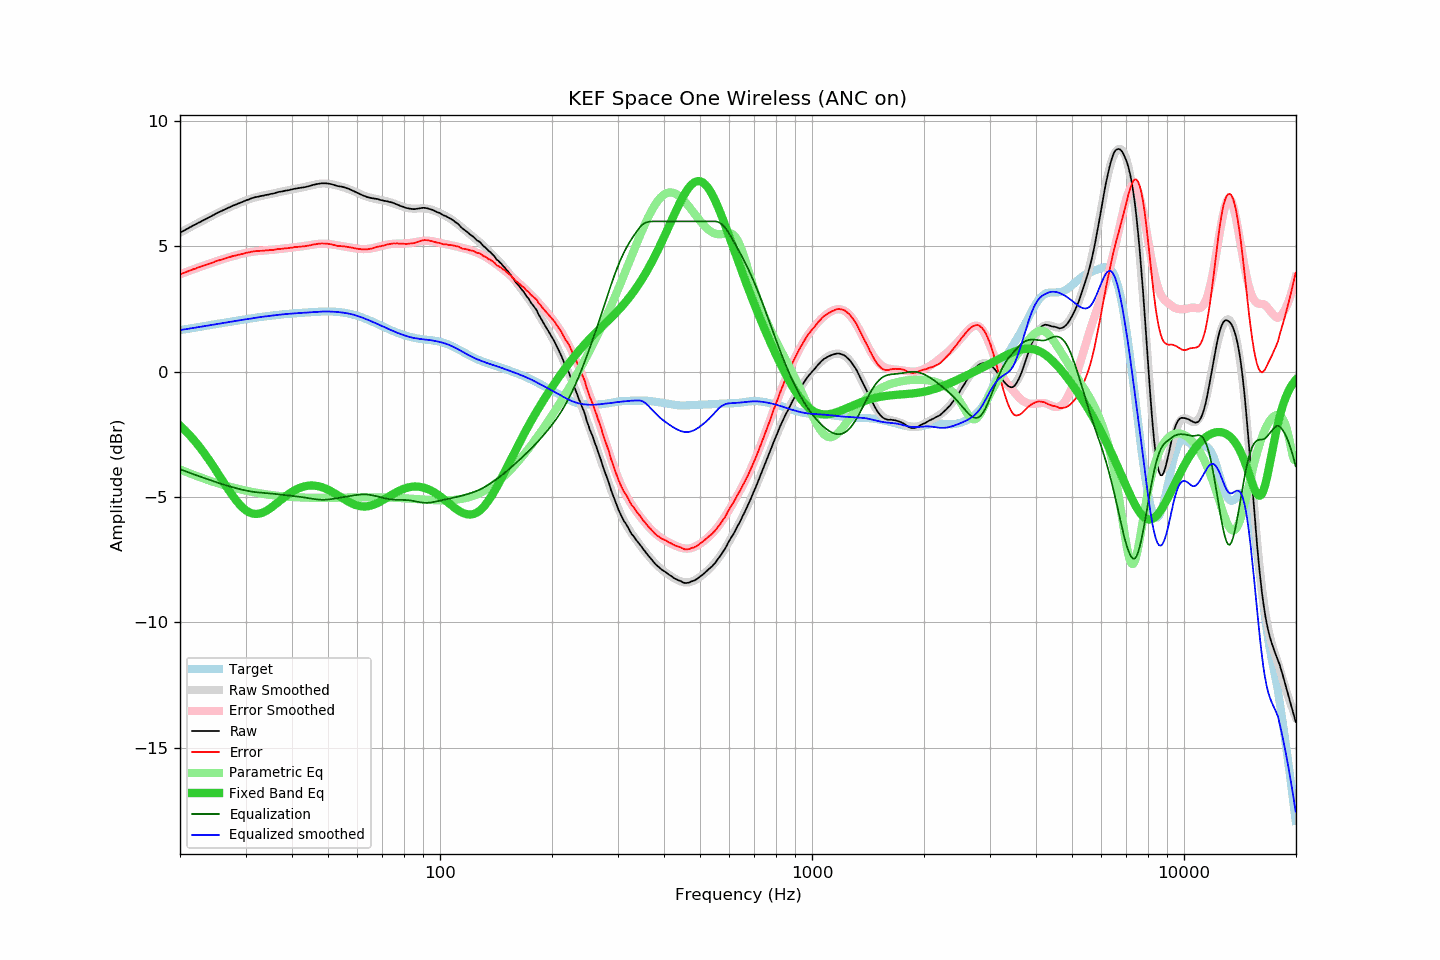 KEF Space One Wireless (ANC on)
10
5
0
−5
−10
−15
Amplitude (dBr)
Target
Raw Smoothed
Error Smoothed
Raw
Error
Parametric Eq
Fixed Band Eq
Equalization
Equalized smoothed
100
1000
10000
Frequency (Hz)